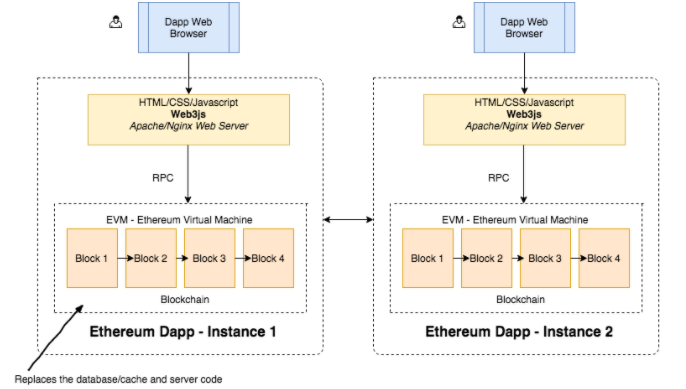 Dapp Web
Browser
HTML/CSS/Javascript
Web3js
Apache/Nginx Web Server
RPC
EVM - Ethereum Virtual Machine
Block 1
Block 2
Block 3
Block 4
Blockchain
Ethereum Dapp - Instance 1
Replaces the database/cache and server code
Dapp Web
Browser
HTML/CSS/Javascript
Web3js
Apache/Nginx Web Server
RPC
EVM - Ethereum Virtual Machine
Block 1
Block 2
Block 3
Block 4
Blockchain
Ethereum Dapp - Instance 2